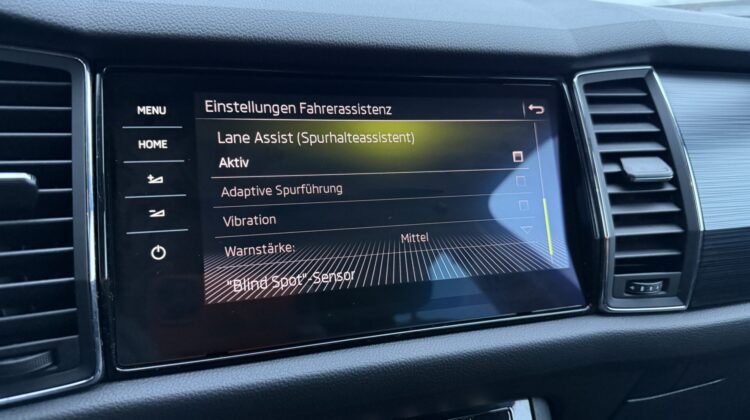 MENU
HOME
Einstellungen Fahrerassistenz
Lane Assist (Spurhalteassistent)
Aktiv
Adaptive Spurführung
Vibration
Warnstärke: Mittel
"Blind Spot"-Sensor